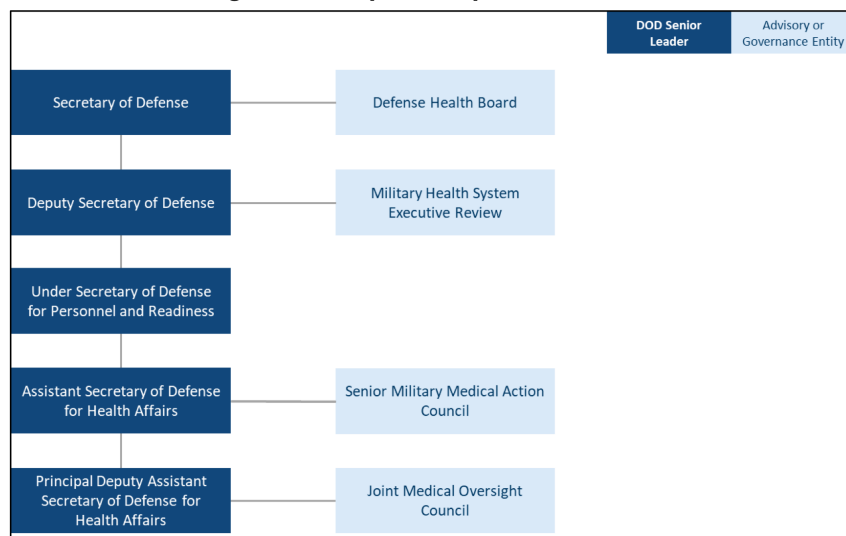 DOD Senior
Leader
Advisory or
Governance Entity
Secretary of Defense
Defense Health Board
Deputy Secretary of Defense
Military Health System
Executive Review
Under Secretary of Defense
for Personnel and Readiness
Assistant Secretary of Defense
for Health Affairs
Senior Military Medical Action
Council
Principal Deputy Assistant
Secretary of Defense for
Health Affairs
Joint Medical Oversight
Council